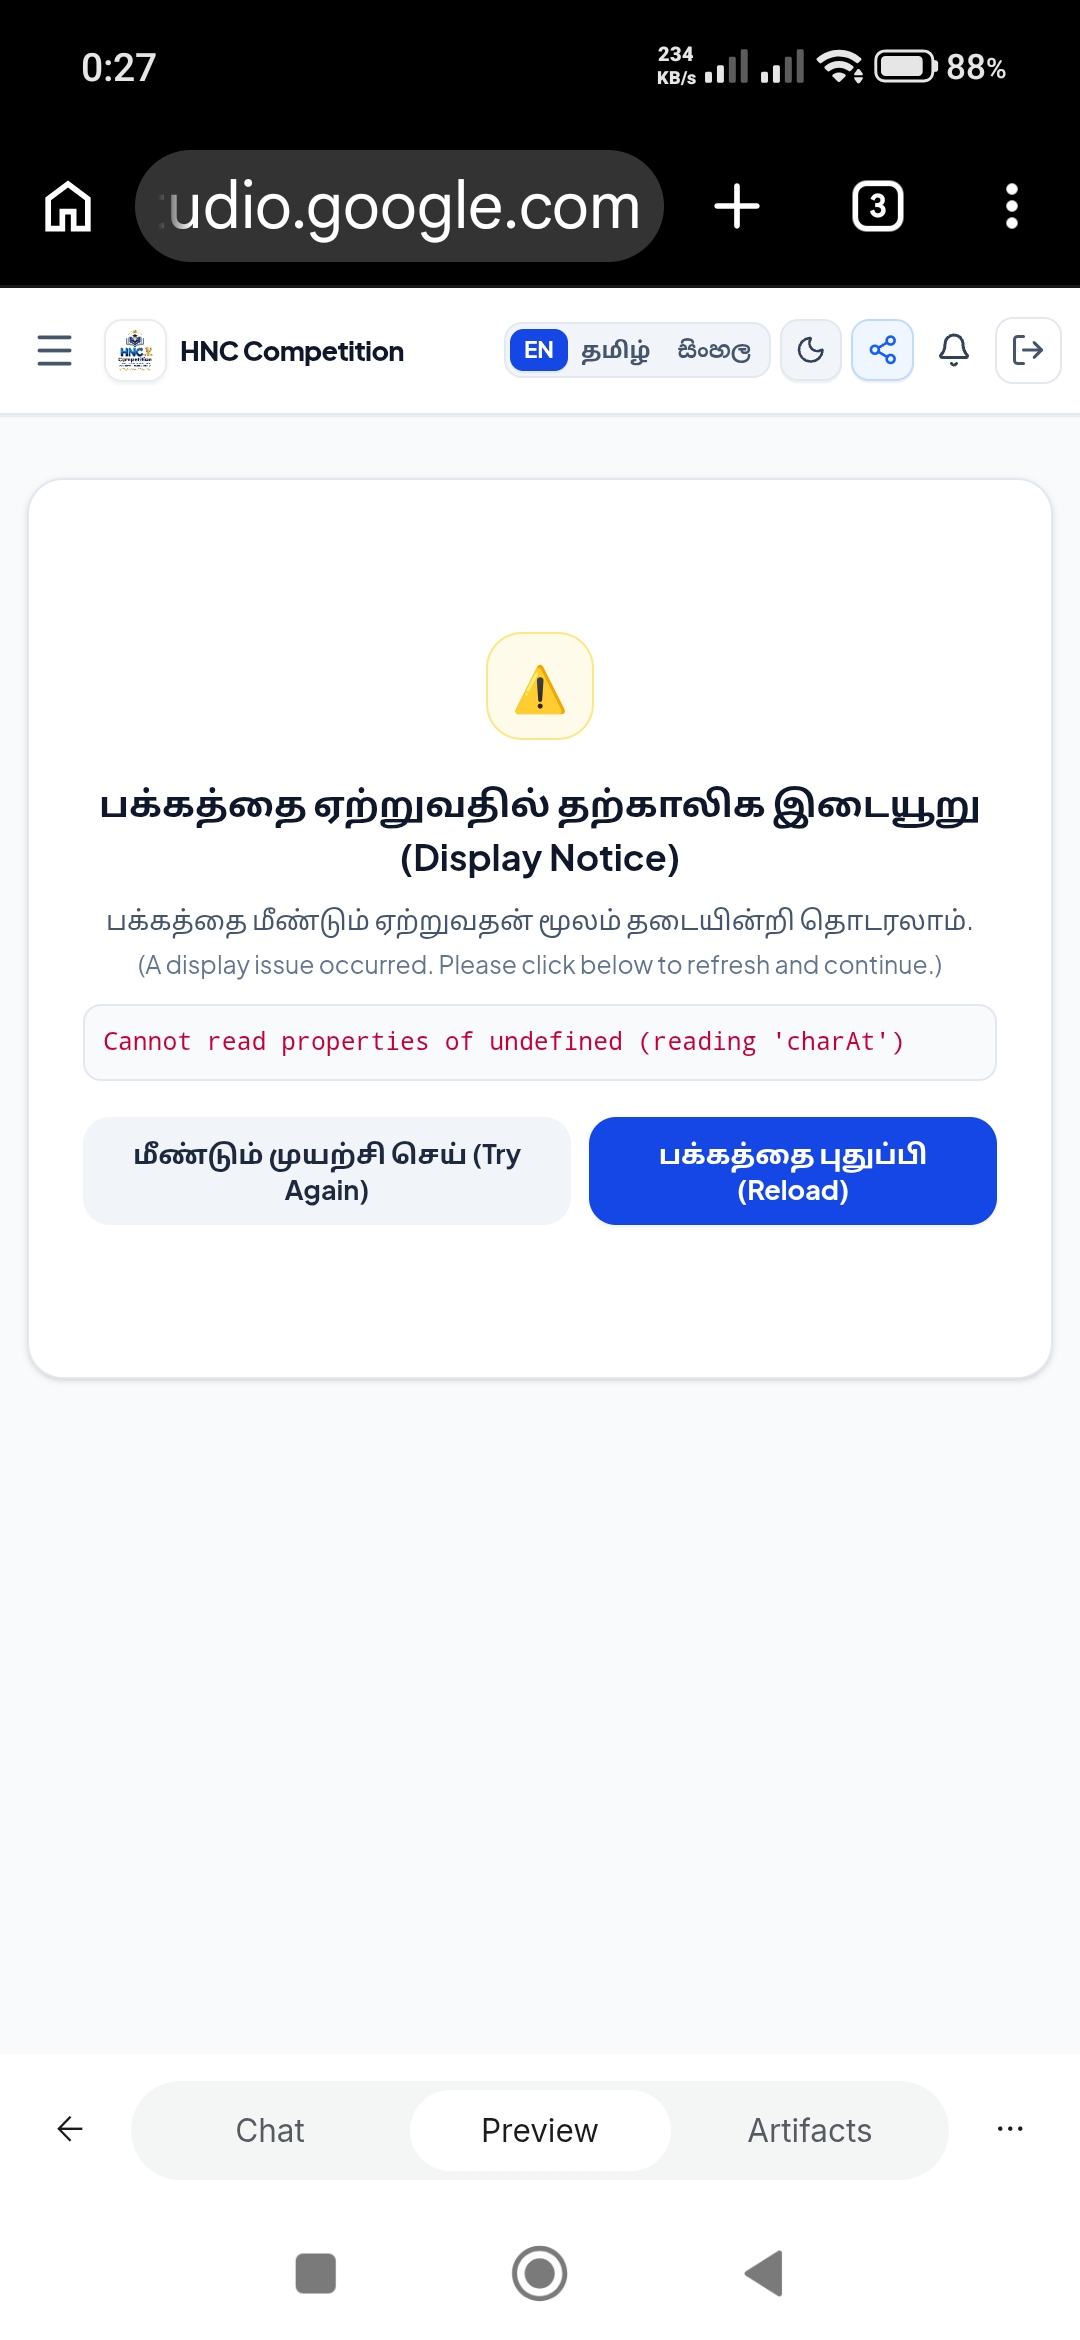 0:27
234
KB/s
88%
udio.google.com
3
HNC Competition
EN
தமிழ்
සිංහල
HNC
Competition
பக்கத்தை ஏற்றுவதில் தற்காலிக இடையூறு
(Display Notice)
பக்கத்தை மீண்டும் ஏற்றுவதன் மூலம் தடையின்றி தொடரலாம்.
(A display issue occurred. Please click below to refresh and continue.)
Cannot read properties of undefined (reading 'charAt')
மீண்டும் முயற்சி செய் (Try
Again)
பக்கத்தை புதுப்பி
(Reload)
Chat
Preview
Artifacts